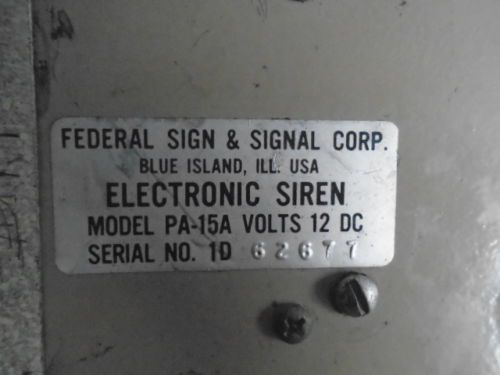 FEDERAL SIGN & SIGNAL CORP.
BLUE ISLAND, ILL. USA
ELECTRONIC SIREN
MODEL PA-15A VOLTS 12 DC
SERIAL NO. 1D 62677